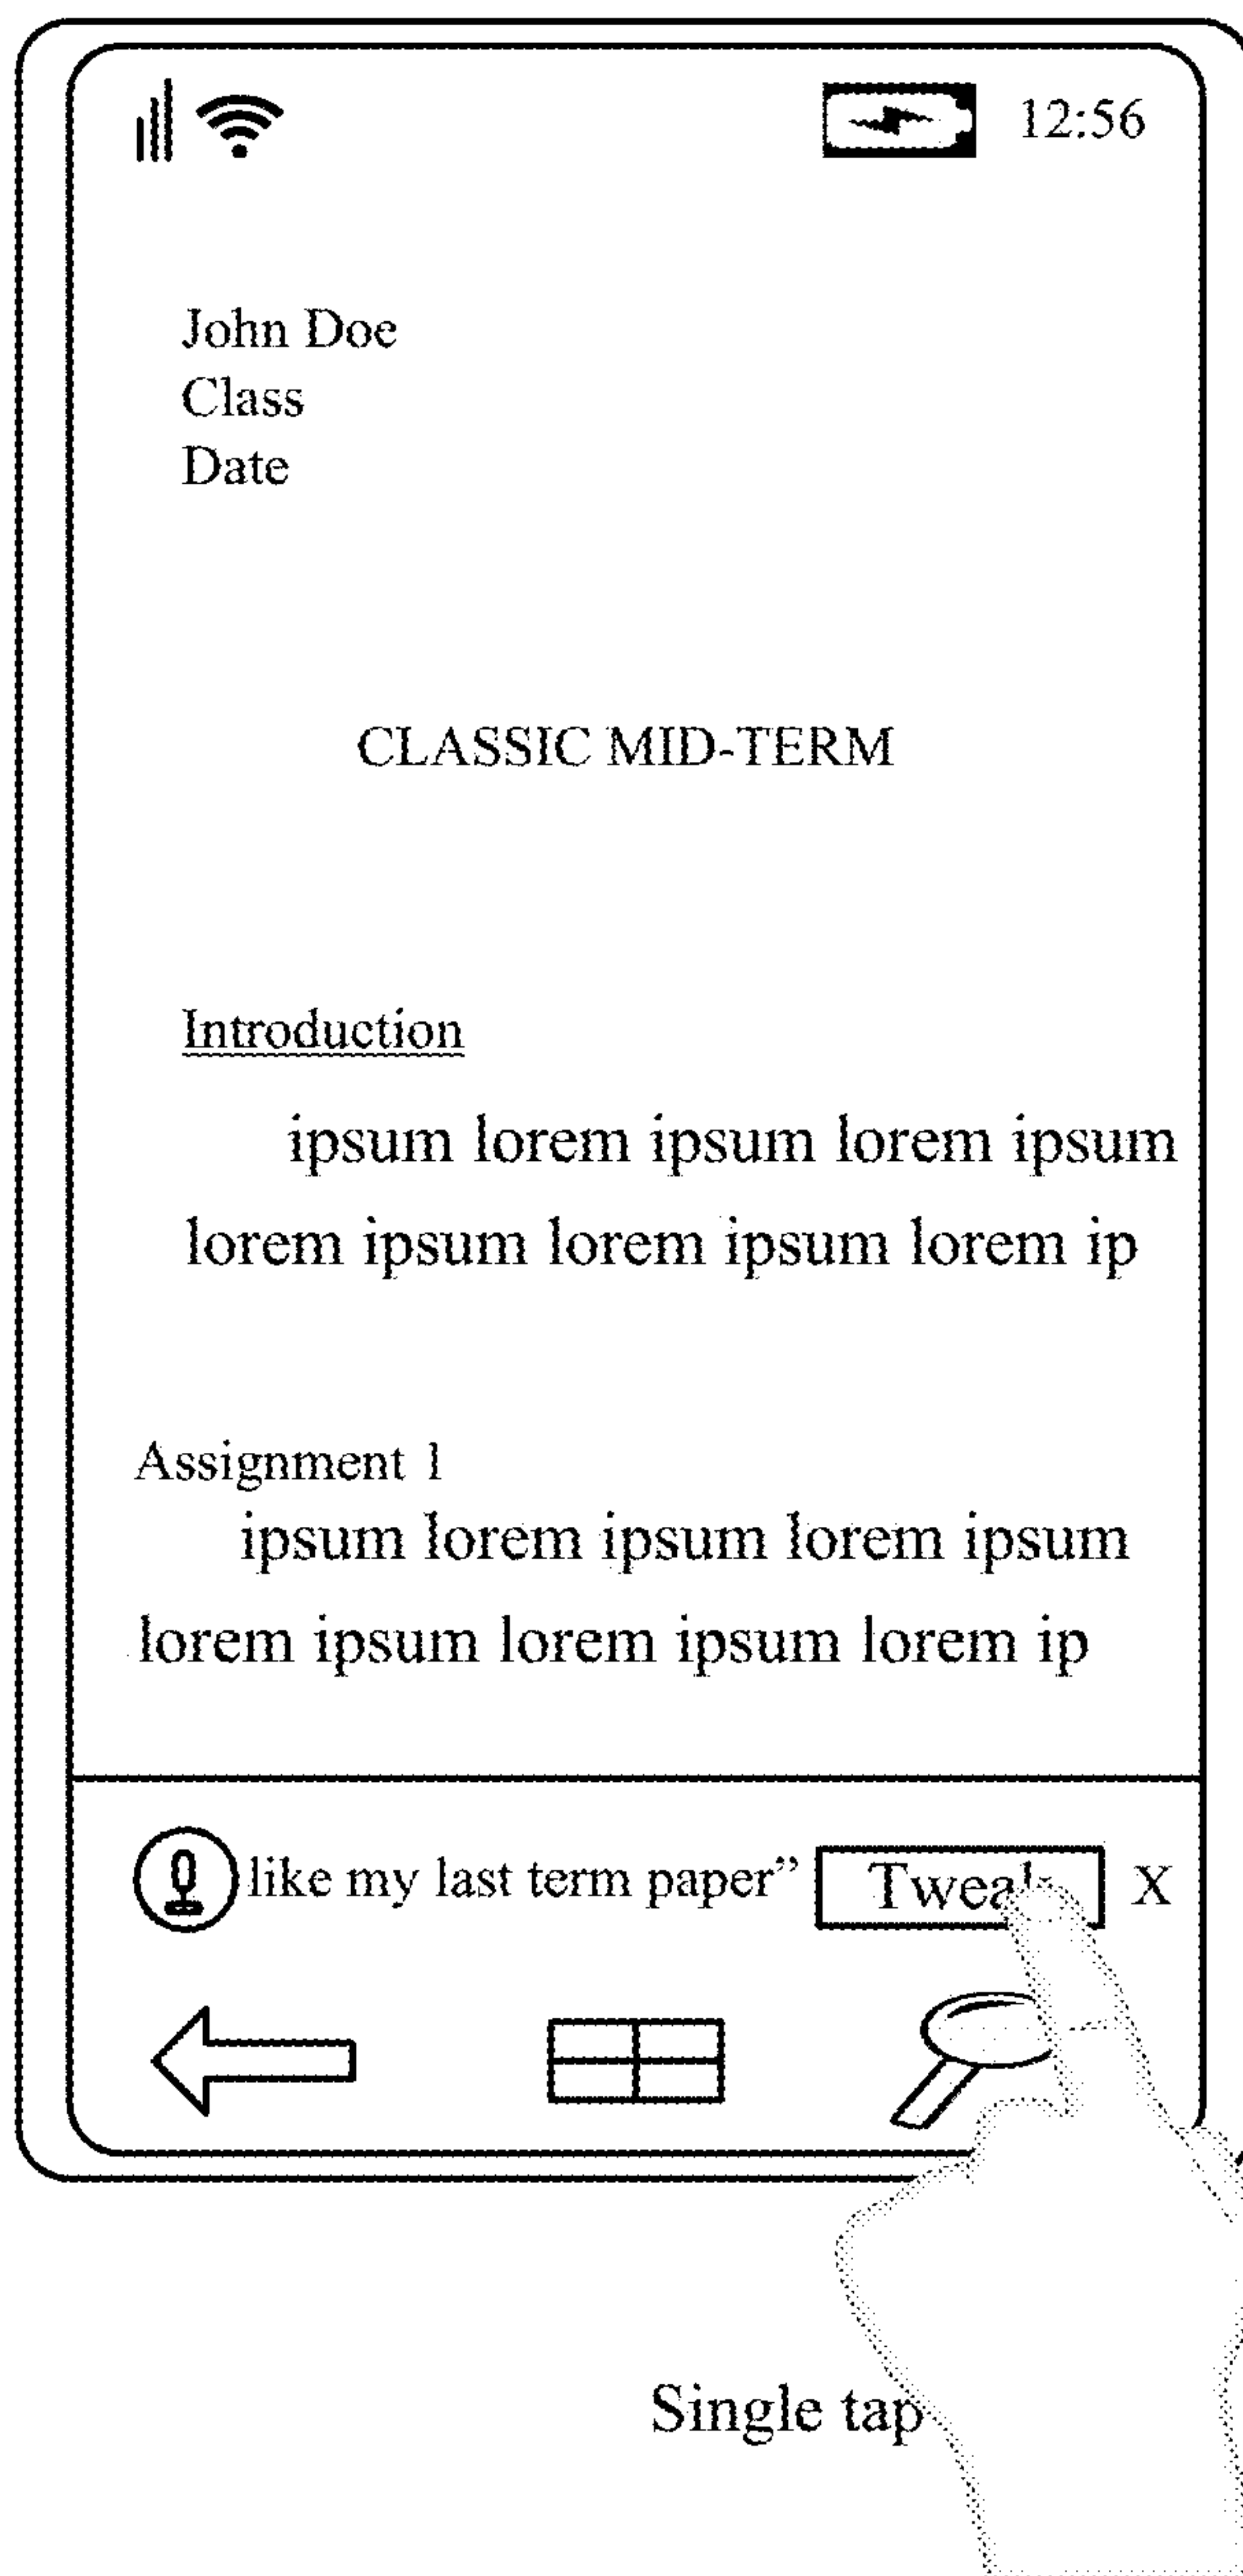 12:56
John Doe
Class
Date
CLASSIC MID-TERM
Introduction
ipsum lorem ipsum lorem ipsum
lorem ipsum lorem ipsum lorem ip
Assignment 1
ipsum lorem ipsum lorem ipsum
lorem ipsum lorem ipsum lorem ip
like my last term paper” Tweak X
Single tap